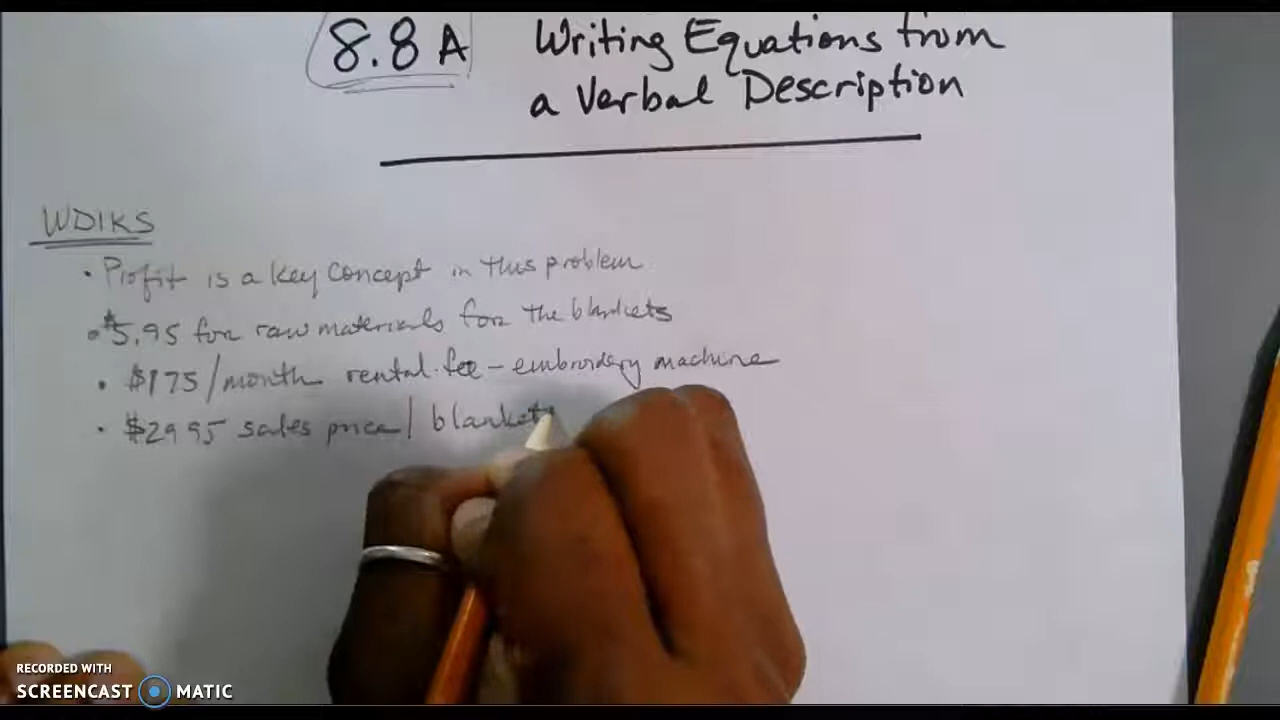 8.8 A Writing Equations from
a Verbal Description
WDIKS
• Profit is a key concept in this problem
• $5.95 for raw materials for the blankets
• $175/month rental fee - embroidery machine
• $29.95 sales price/ blanket
RECORDED WITH
SCREENCAST MATIC